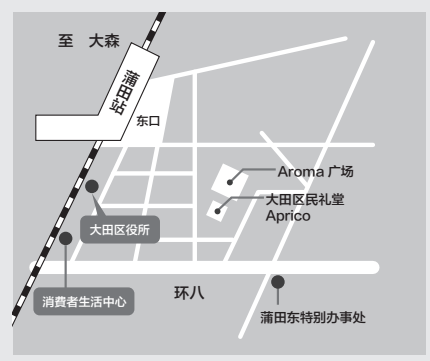 至 大森
蒲田站
东口
Aroma 广场
大田区民礼堂
Aprico
大田区役所
消費者生活中心
环八
蒲田东特别办事处